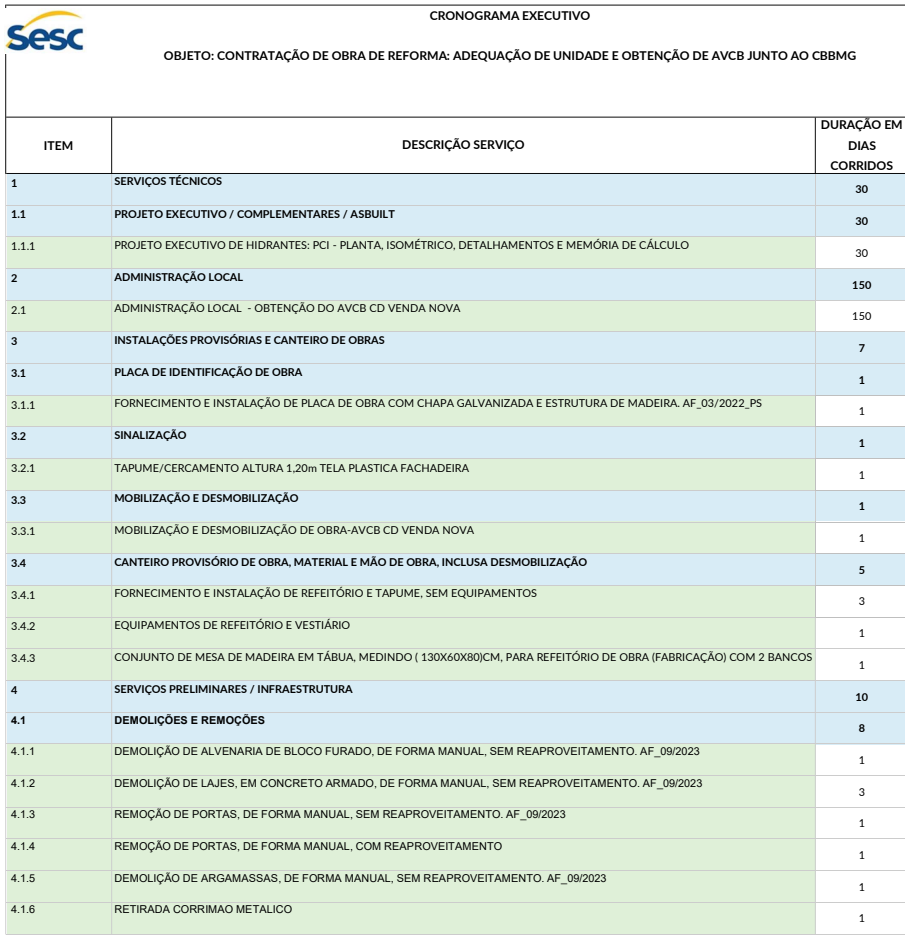 Sesc
CRONOGRAMA EXECUTIVO
OBJETO: CONTRATAÇÃO DE OBRA DE REFORMA: ADEQUAÇÃO DE UNIDADE E OBTENÇÃO DE AVCB JUNTO AO CBBMG
ITEM DESCRIÇÃO SERVIÇO DURAÇÃO EM DIAS CORRIDOS
1 SERVIÇOS TÉCNICOS 30
1.1 PROJETO EXECUTIVO / COMPLEMENTARES / ASBUILT 30
1.1.1 PROJETO EXECUTIVO DE HIDRANTES: PCI - PLANTA, ISOMÉTRICO, DETALHAMENTOS E MEMÓRIA DE CÁLCULO 30
2 ADMINISTRAÇÃO LOCAL 150
2.1 ADMINISTRAÇÃO LOCAL - OBTENÇÃO DO AVCB CD VENDA NOVA 150
3 INSTALAÇÕES PROVISÓRIAS E CANTEIRO DE OBRAS 7
3.1 PLACA DE IDENTIFICAÇÃO DE OBRA 1
3.1.1 FORNECIMENTO E INSTALAÇÃO DE PLACA DE OBRA COM CHAPA GALVANIZADA E ESTRUTURA DE MADEIRA. AF_03/2022_PS 1
3.2 SINALIZAÇÃO 1
3.2.1 TAPUME/CERCAMENTO ALTURA 1,20m TELA PLASTICA FACHADEIRA 1
3.3 MOBILIZAÇÃO E DESMOBILIZAÇÃO 1
3.3.1 MOBILIZAÇÃO E DESMOBILIZAÇÃO DE OBRA-AVCB CD VENDA NOVA 1
3.4 CANTEIRO PROVISÓRIO DE OBRA, MATERIAL E MÃO DE OBRA, INCLUSA DESMOBILIZAÇÃO 5
3.4.1 FORNECIMENTO E INSTALAÇÃO DE REFEITÓRIO E TAPUME, SEM EQUIPAMENTOS 3
3.4.2 EQUIPAMENTOS DE REFEITÓRIO E VESTIÁRIO 1
3.4.3 CONJUNTO DE MESA DE MADEIRA EM TÁBUA, MEDINDO ( 130X60X80)CM, PARA REFEITÓRIO DE OBRA (FABRICAÇÃO) COM 2 BANCOS 1
4 SERVIÇOS PRELIMINARES / INFRAESTRUTURA 10
4.1 DEMOLIÇÕES E REMOÇÕES 8
4.1.1 DEMOLIÇÃO DE ALVENARIA DE BLOCO FURADO, DE FORMA MANUAL, SEM REAPROVEITAMENTO. AF_09/2023 1
4.1.2 DEMOLIÇÃO DE LAJES, EM CONCRETO ARMADO, DE FORMA MANUAL, SEM REAPROVEITAMENTO. AF_09/2023 3
4.1.3 REMOÇÃO DE PORTAS, DE FORMA MANUAL, SEM REAPROVEITAMENTO. AF_09/2023 1
4.1.4 REMOÇÃO DE PORTAS, DE FORMA MANUAL, COM REAPROVEITAMENTO 1
4.1.5 DEMOLIÇÃO DE ARGAMASSAS, DE FORMA MANUAL, SEM REAPROVEITAMENTO. AF_09/2023 1
4.1.6 RETIRADA CORRIMAO METALICO 1